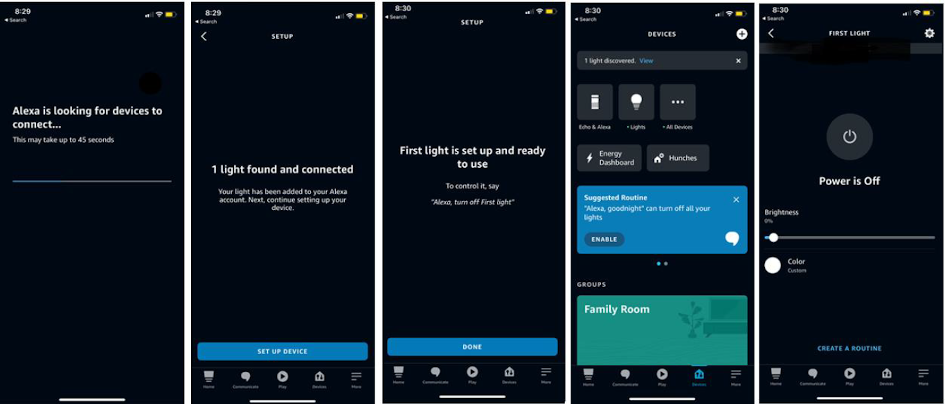 ◂ Search
Alexa is looking for devices to
connect...
This may take up to 45 seconds
8:29
◂ Search
SETUP
1 light found and connected
Your light has been added to your Alexa
account. Next, continue setting up your
device.
SET UP DEVICE
Home Communicate Play Devices More
8:30
◂ Search
SETUP
First light is set up and ready
to use
To control it, say
"Alexa, turn off First light"
DONE
Home Communicate Play Devices More
8:30
◂ Search
DEVICES
1 light discovered. View
Echo & Alexa • Lights • All Devices
Energy
Dashboard
Hunches
Suggested Routine
"Alexa, goodnight" can turn off all your
lights
ENABLE
GROUPS
Family Room
Home Communicate Play Devices More
8:30
◂ Search
FIRST LIGHT
Power is Off
Brightness
0%
Color
Custom
CREATE A ROUTINE
Home Communicate Play Devices More